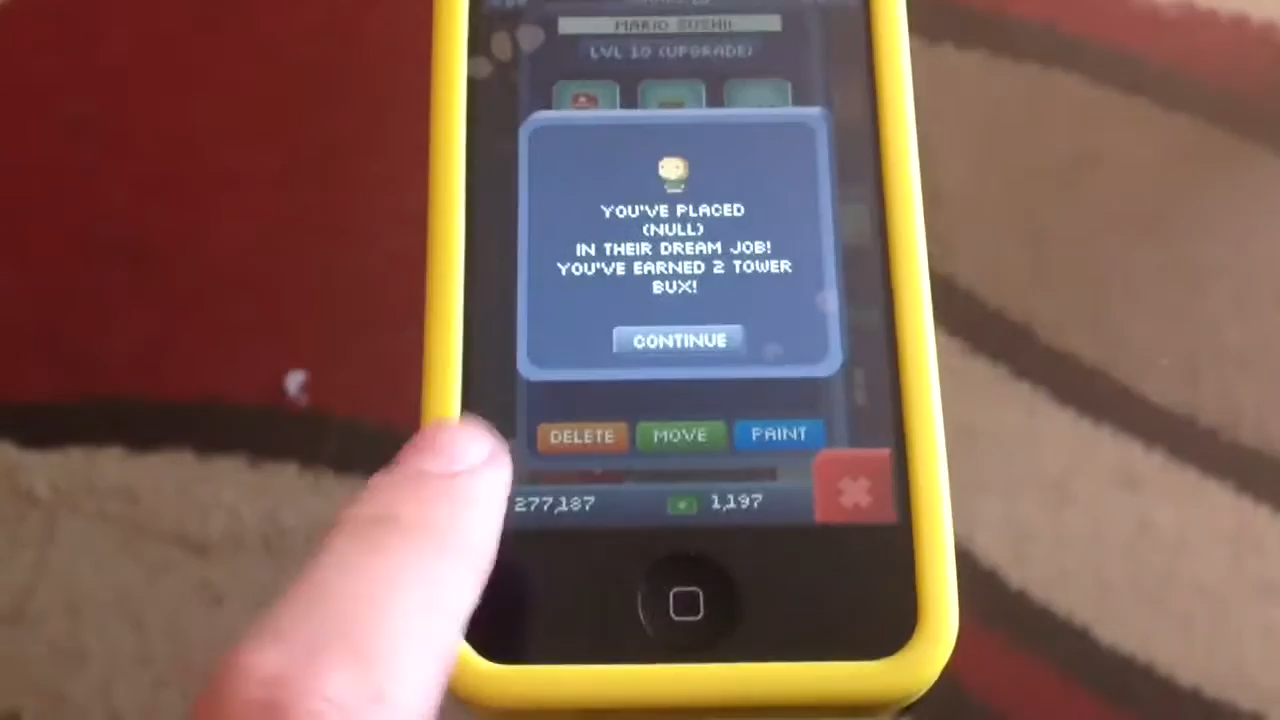 MARIO SUSHI!
LVL 10 (UPGRADE)
YOU'VE PLACED
(NULL)
IN THEIR DREAM JOB!
YOU'VE EARNED 2 TOWER
BUX!
CONTINUE
DELETE MOVE PAINT
277,187 1,197